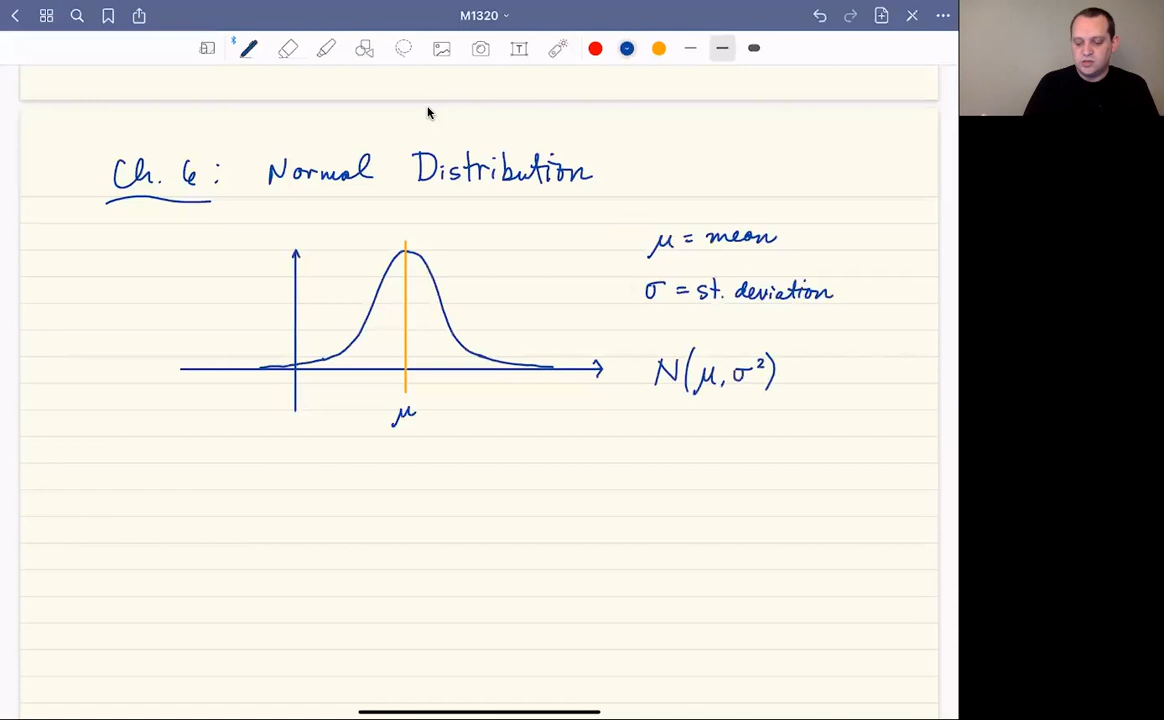 M1320
Ch. 6: Normal Distribution
μ = mean
σ = st. deviation
N(μ, σ²)
μ